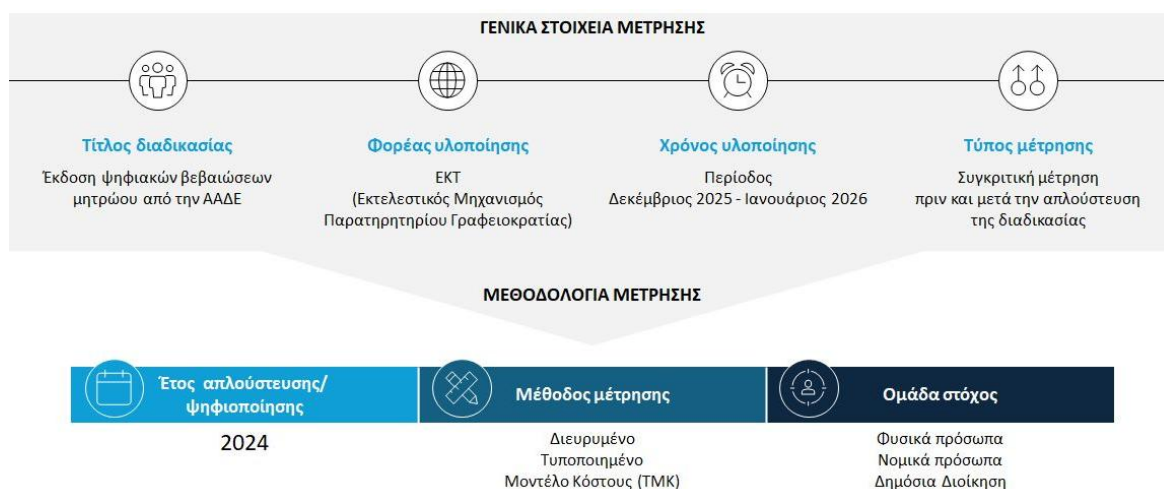 ΓΕΝΙΚΑ ΣΤΟΙΧΕΙΑ ΜΕΤΡΗΣΗΣ
Τίτλος διαδικασίας
Έκδοση ψηφιακών βεβαιώσεων
μητρώου από την ΑΑΔΕ
Φορέας υλοποίησης
ΕΚΤ
(Εκτελεστικός Μηχανισμός
Παρατηρητηρίου Γραφειοκρατίας)
Χρόνος υλοποίησης
Περίοδος
Δεκέμβριος 2025 - Ιανουάριος 2026
Τύπος μέτρησης
Συγκριτική μέτρηση
πριν και μετά την απλούστευση
της διαδικασίας
ΜΕΘΟΔΟΛΟΓΙΑ ΜΕΤΡΗΣΗΣ
Έτος απλούστευσης/
ψηφιοποίησης
2024
Μέθοδος μέτρησης
Διευρυμένο
Τυποποιημένο
Μοντέλο Κόστους (ΤΜΚ)
Ομάδα στόχος
Φυσικά πρόσωπα
Νομικά πρόσωπα
Δημόσια Διοίκηση